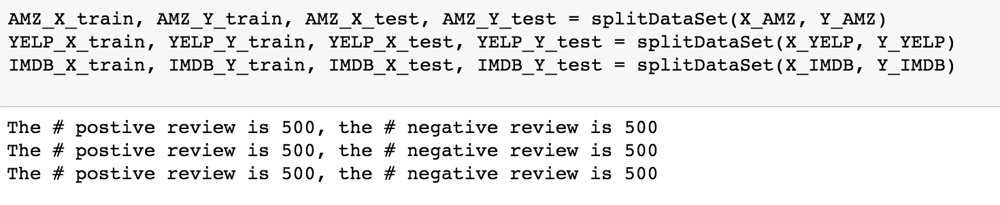 AMZ_X_train, AMZ_Y_train, AMZ_X_test, AMZ_Y_test = splitDataSet(X_AMZ, Y_AMZ)
YELP_X_train, YELP_Y_train, YELP_X_test, YELP_Y_test = splitDataSet(X_YELP, Y_YELP)
IMDB_X_train, IMDB_Y_train, IMDB_X_test, IMDB_Y_test = splitDataSet(X_IMDB, Y_IMDB)
The # postive review is 500, the # negative review is 500
The # postive review is 500, the # negative review is 500
The # postive review is 500, the # negative review is 500